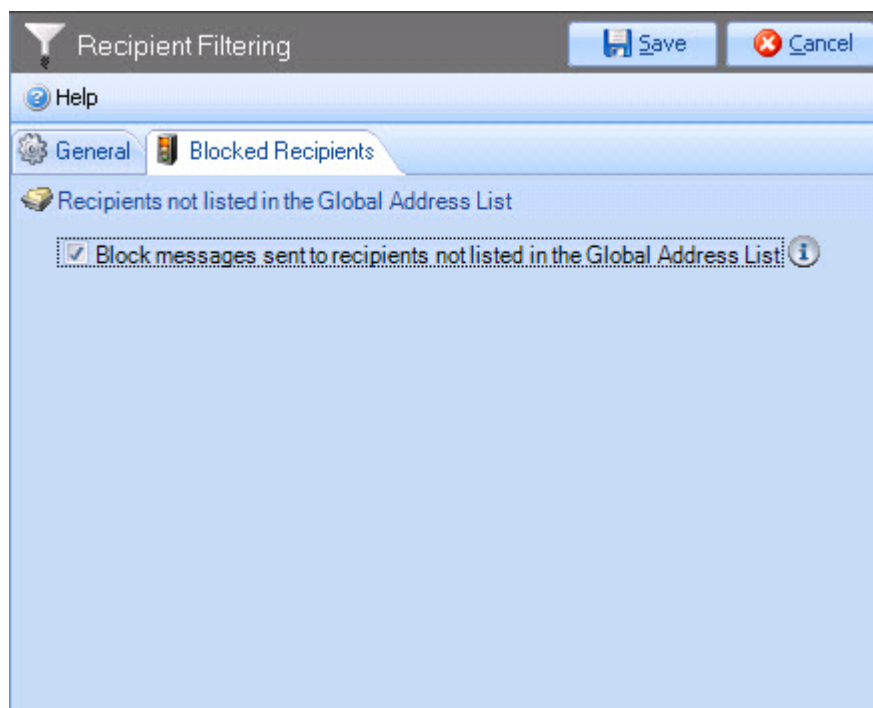 Recipient Filtering
Save
Cancel
Help
General
Blocked Recipients
Recipients not listed in the Global Address List
Block messages sent to recipients not listed in the Global Address List